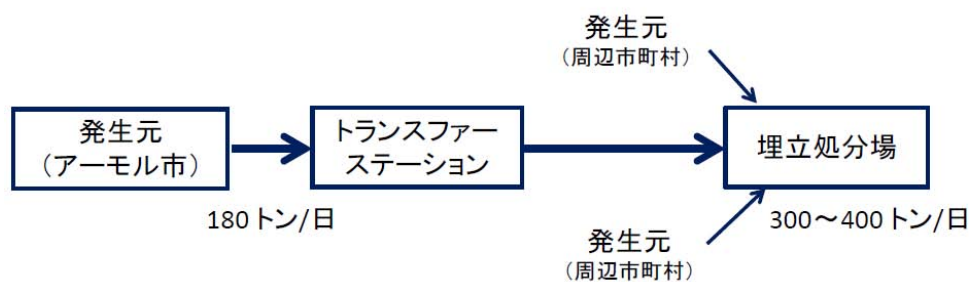 発生元
（アーモル市）
180トン/日
トランスファー
ステーション
発生元
（周辺市町村）
埋立処分場
300～400トン/日
発生元
（周辺市町村）